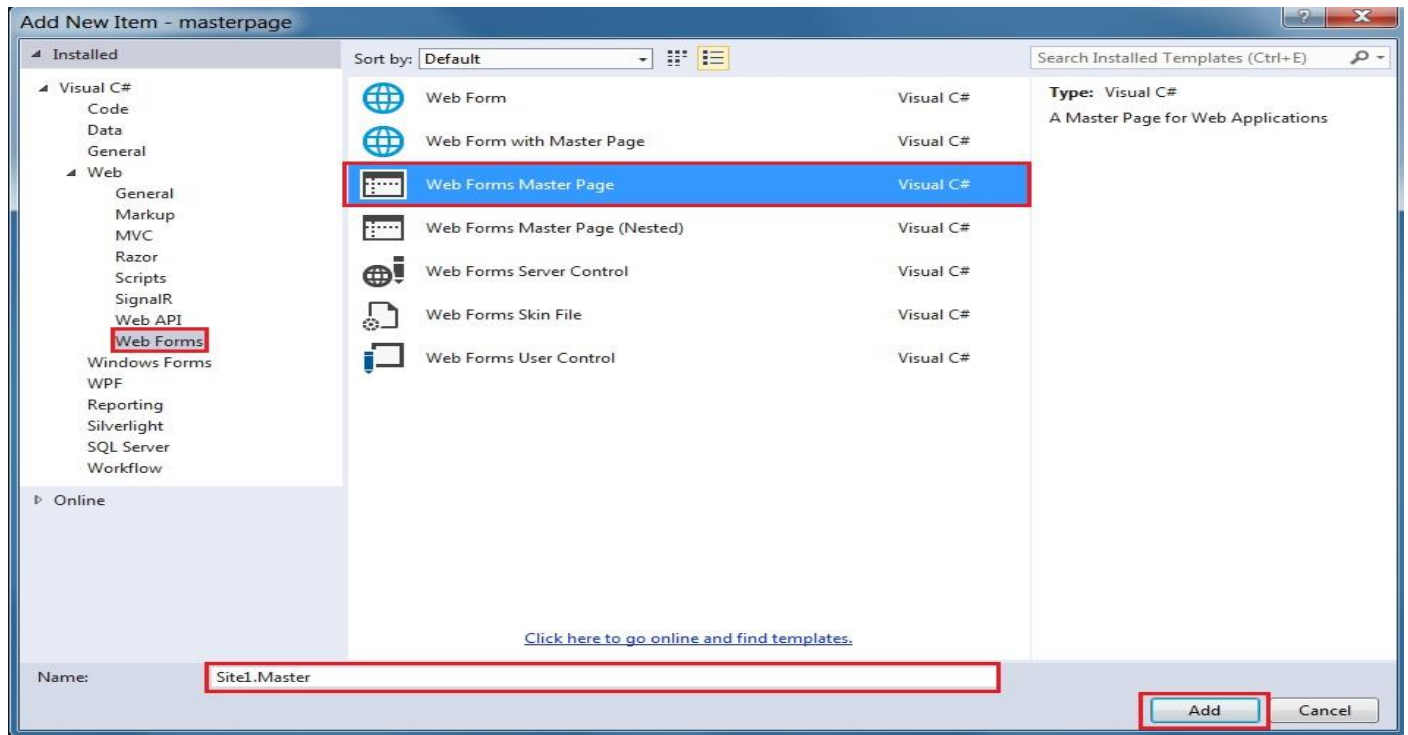 Add New Item - masterpage
Installed
Sort by: Default
Search Installed Templates (Ctrl+E)
Visual C#
Code
Data
General
Web
General
Markup
MVC
Razor
Scripts
SignalR
Web API
Web Forms
Windows Forms
WPF
Reporting
Silverlight
SQL Server
Workflow
Online
Web Form Visual C#
Web Form with Master Page Visual C#
Web Forms Master Page Visual C#
Web Forms Master Page (Nested) Visual C#
Web Forms Server Control Visual C#
Web Forms Skin File Visual C#
Web Forms User Control Visual C#
Click here to go online and find templates.
Type: Visual C#
A Master Page for Web Applications
Name: Site1.Master
Add Cancel